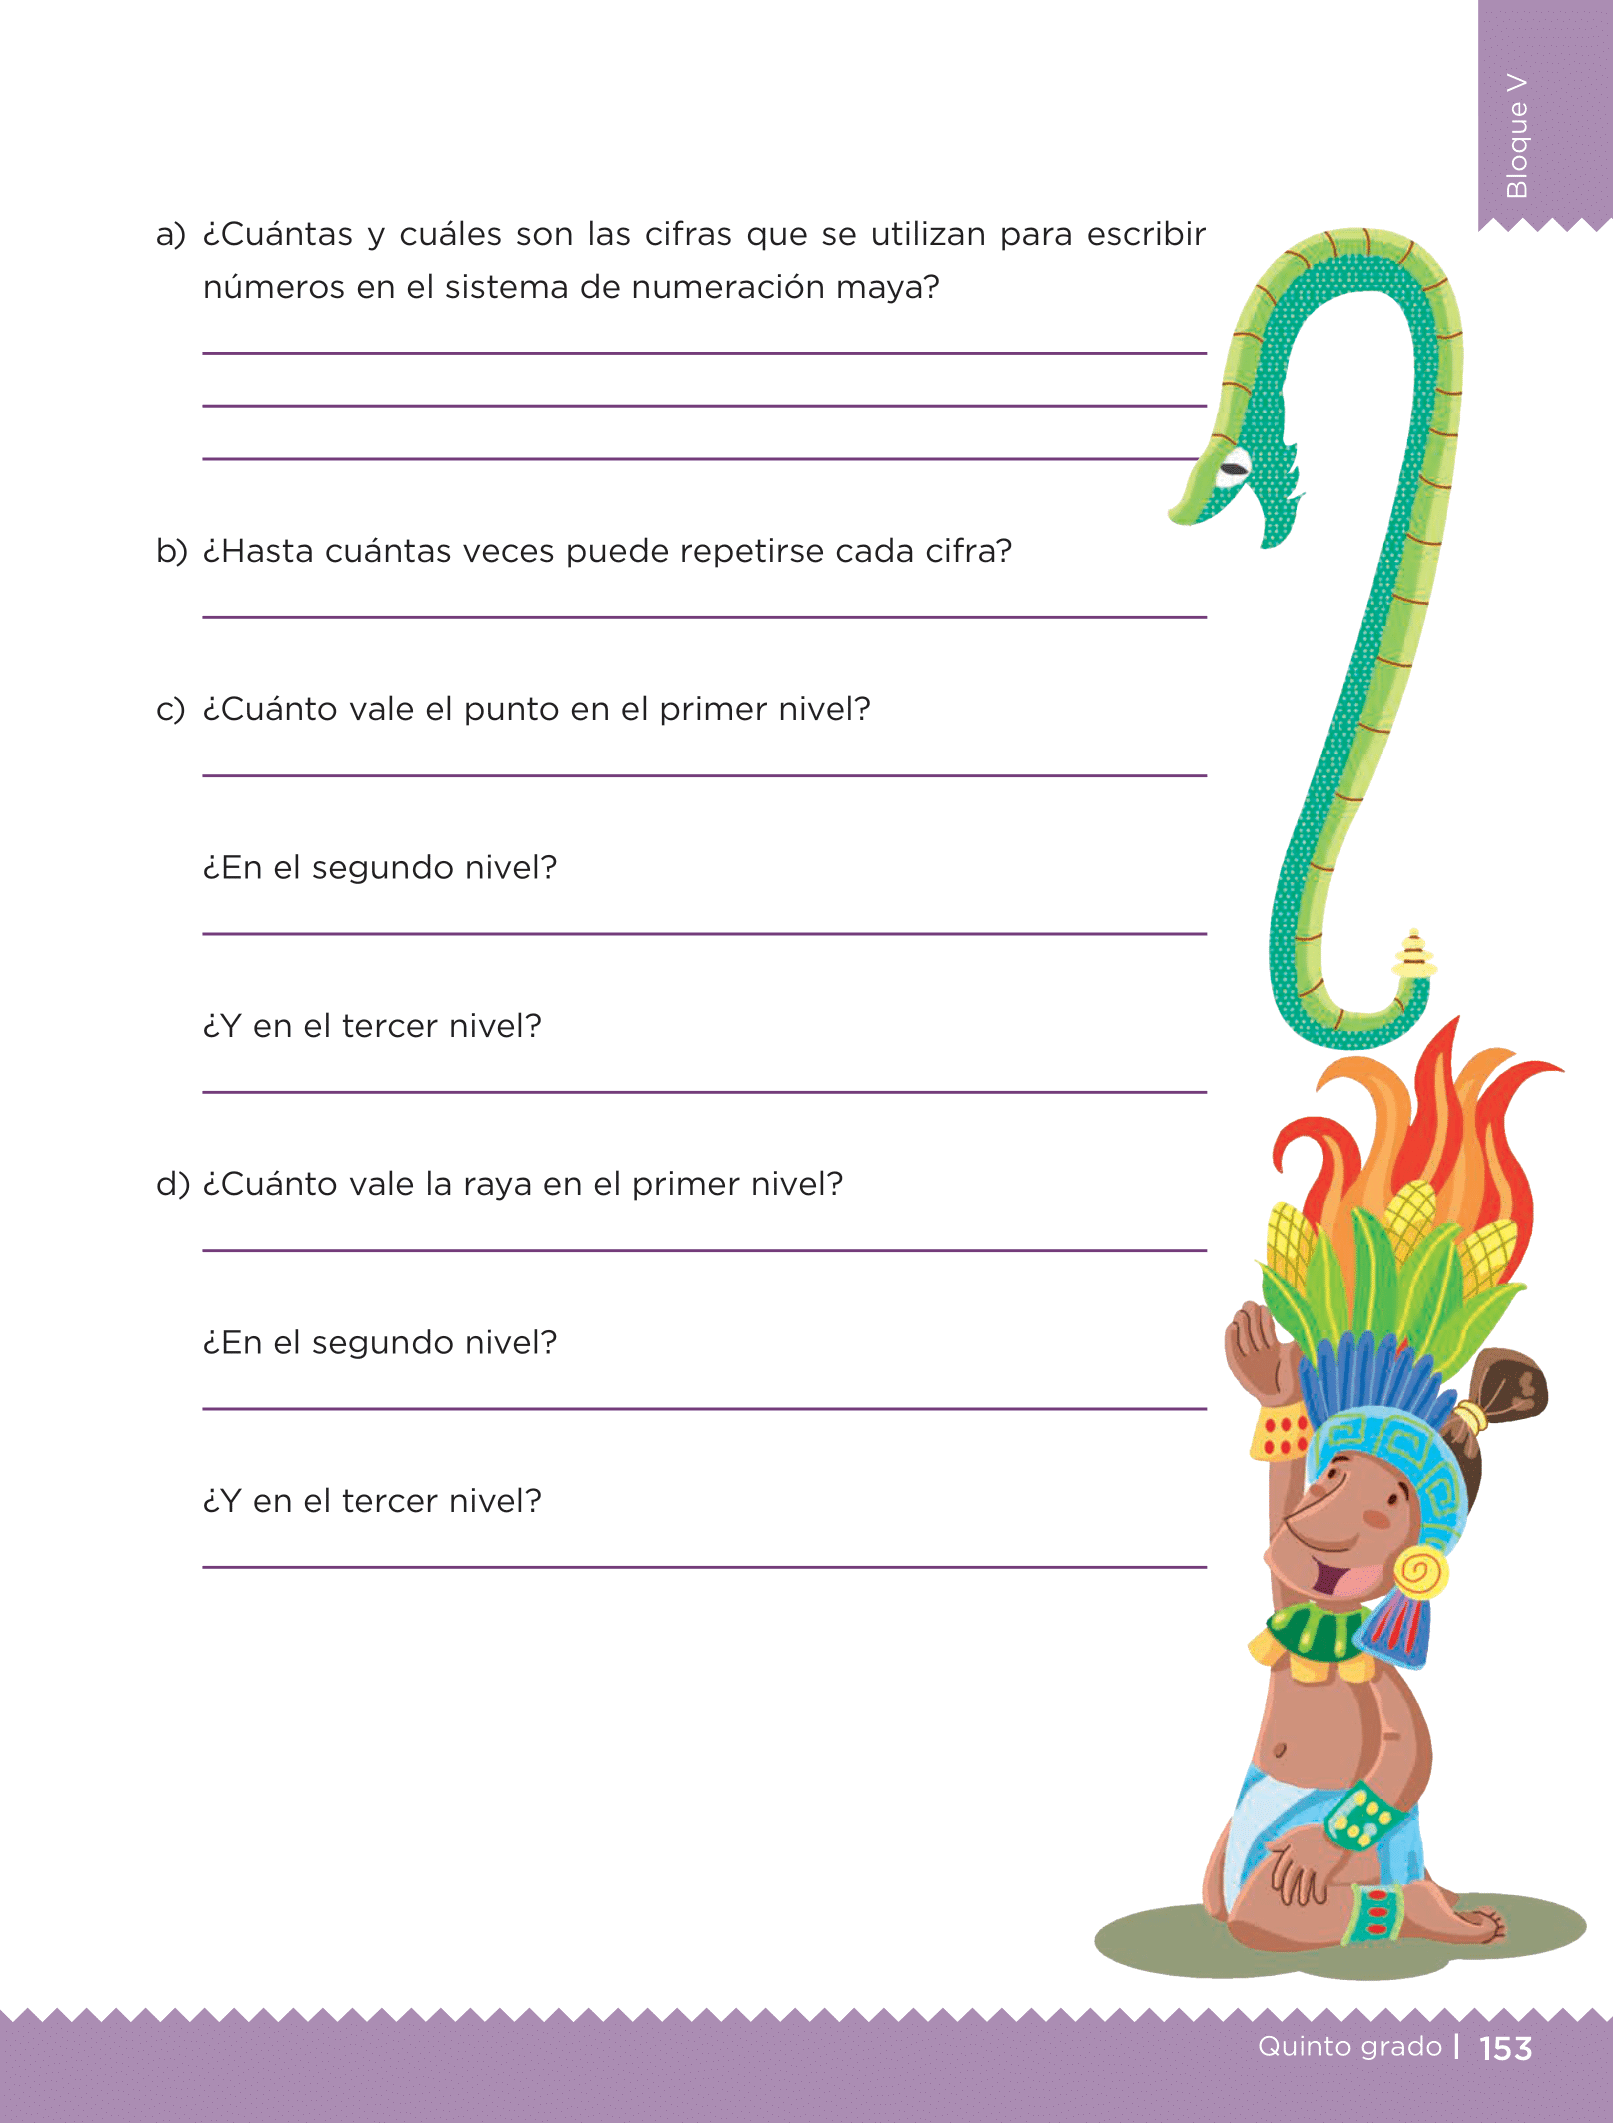 Bloque V
a) ¿Cuántas y cuáles son las cifras que se utilizan para escribir
números en el sistema de numeración maya?
b) ¿Hasta cuántas veces puede repetirse cada cifra?
c) ¿Cuánto vale el punto en el primer nivel?
¿En el segundo nivel?
¿Y en el tercer nivel?
d) ¿Cuánto vale la raya en el primer nivel?
¿En el segundo nivel?
¿Y en el tercer nivel?
Quinto grado | 153